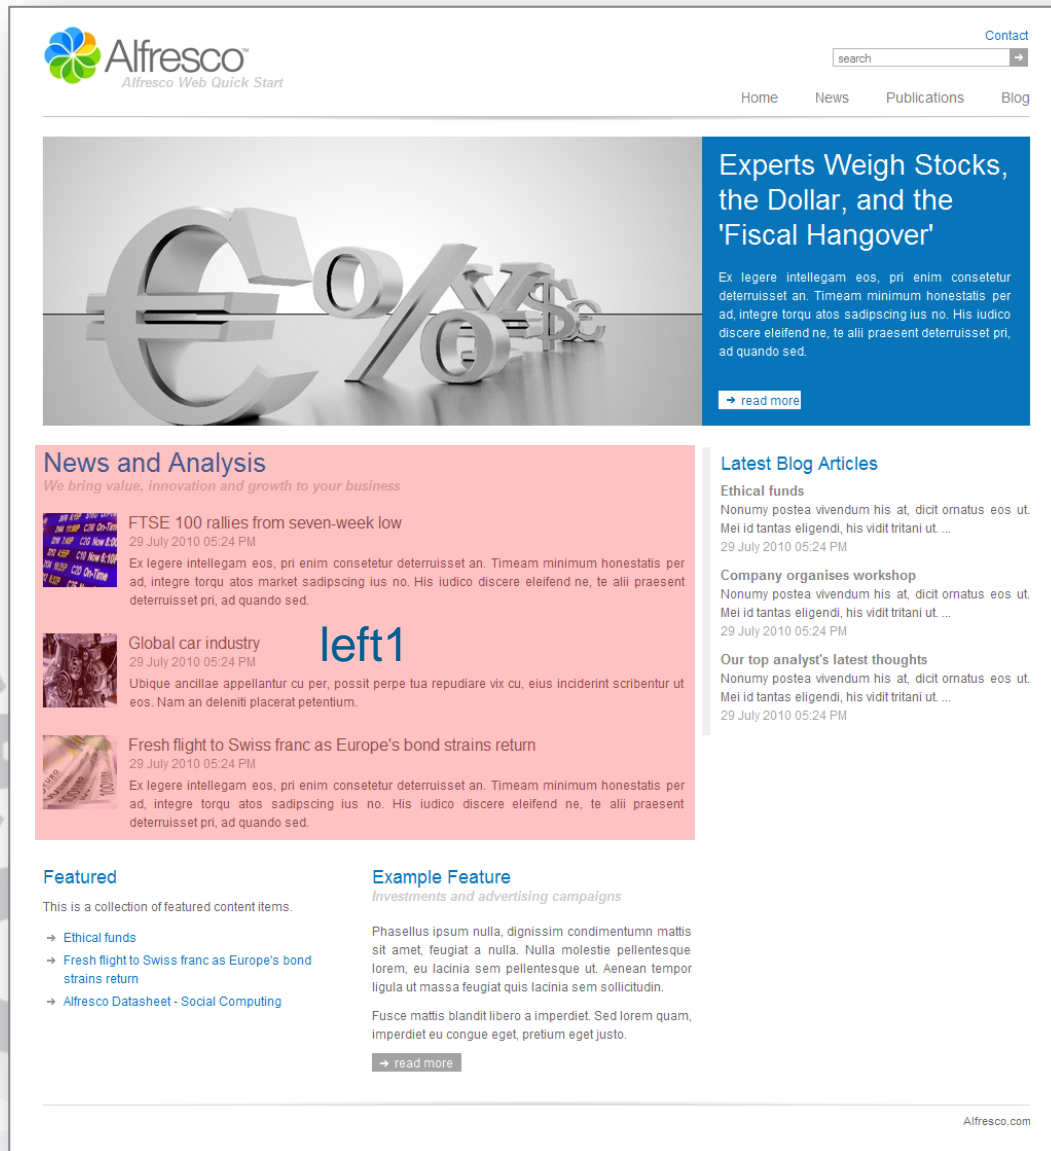 Alfresco™
Alfresco Web Quick Start
Contact
search
Home News Publications Blog
Experts Weigh Stocks,
the Dollar, and the
'Fiscal Hangover'
Ex legere intellegam eos, pri enim consetetur
deterruisset an. Timeam minimum honestatis per
ad, integre torqu atos sadipscing ius no. His iudico
discere eleifend ne, te alii praesent deterruisset pri,
ad quando sed.
read more
News and Analysis
We bring value, innovation and growth to your business
FTSE 100 rallies from seven-week low
29 July 2010 05:24 PM
Ex legere intellegam eos, pri enim consetetur deterruisset an. Timeam minimum honestatis per
ad, integre torqu atos market sadipscing ius no. His iudico discere eleifend ne, te alii praesent
deterruisset pri, ad quando sed.
Global car industry
29 July 2010 05:24 PM
left1
Ubique ancillae appellantur cu per, possit perpe tua repudiare vix cu, eius inciderint scribentur ut
eos. Nam an deleniti placerat petentium.
Fresh flight to Swiss franc as Europe's bond strains return
29 July 2010 05:24 PM
Ex legere intellegam eos, pri enim consetetur deterruisset an. Timeam minimum honestatis per
ad, integre torqu atos sadipscing ius no. His iudico discere eleifend ne, te alii praesent
deterruisset pri, ad quando sed.
Latest Blog Articles
Ethical funds
Nonumy postea vivendum his at, dicit ornatus eos ut.
Mei id tantas eligendi, his vidit tritani ut. ...
29 July 2010 05:24 PM
Company organises workshop
Nonumy postea vivendum his at, dicit ornatus eos ut.
Mei id tantas eligendi, his vidit tritani ut. ...
29 July 2010 05:24 PM
Our top analyst's latest thoughts
Nonumy postea vivendum his at, dicit ornatus eos ut.
Mei id tantas eligendi, his vidit tritani ut. ...
29 July 2010 05:24 PM
Featured
This is a collection of featured content items.
Ethical funds
Fresh flight to Swiss franc as Europe's bond
strains return
Alfresco Datasheet - Social Computing
Example Feature
Investments and advertising campaigns
Phasellus ipsum nulla, dignissim condimentumn mattis
sit amet, feugiat a nulla. Nulla molestie pellentesque
lorem, eu lacinia sem pellentesque ut. Aenean tempor
ligula ut massa feugiat quis lacinia sem sollicitudin.
Fusce mattis blandit libero a imperdiet. Sed lorem quam,
imperdiet eu congue eget, pretium eget justo.
read more
Alfresco.com